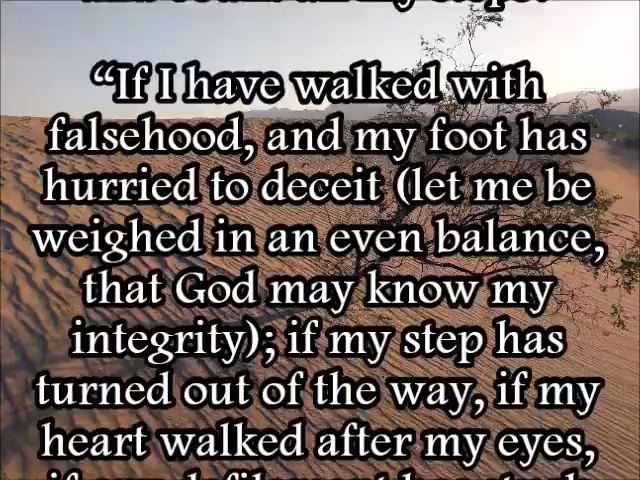 “If I have walked with
falsehood, and my foot has
hurried to deceit (let me be
weighed in an even balance,
that God may know my
integrity); if my step has
turned out of the way, if my
heart walked after my eyes,